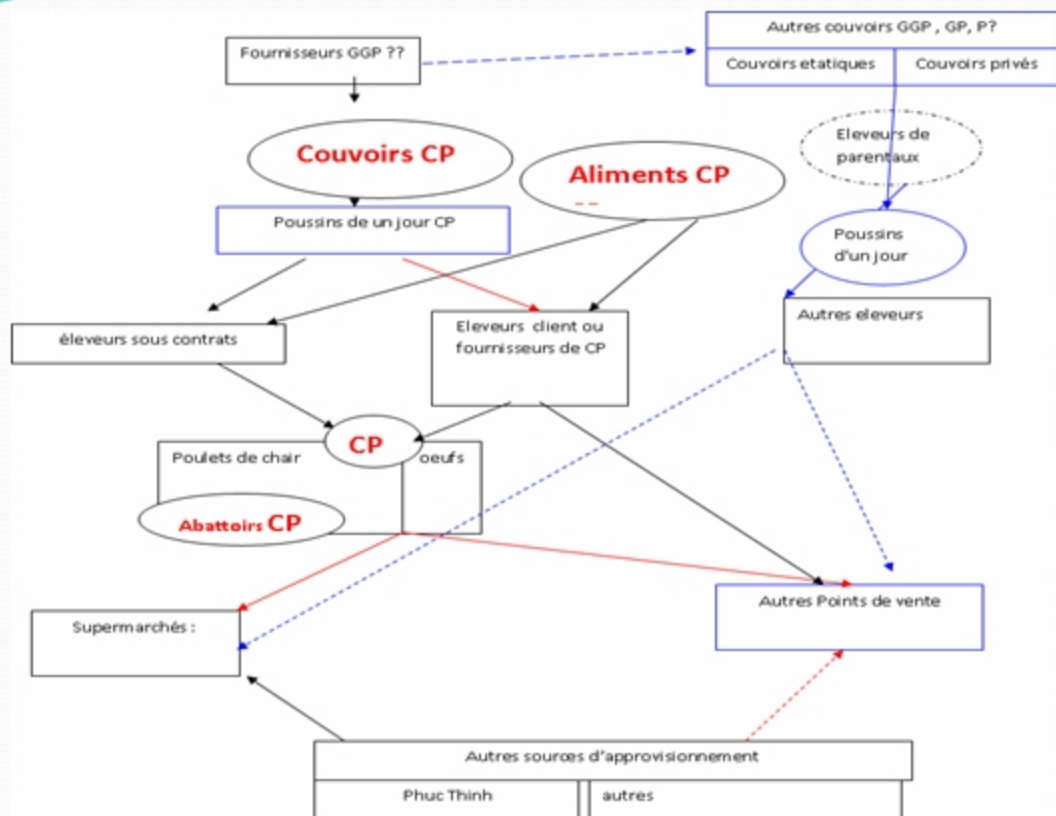 Fournisseurs GGP ??
Autres couvoirs GGP , GP, P?
Couvoirs etatiques
Couvoirs privés
Couvoirs CP
Aliments CP
Eleveurs de
parentaux
Poussins de un jour CP
Poussins
d'un jour
éleveurs sous contrats
Eleveurs client ou
fournisseurs de CP
Autres eleveurs
CP
Poulets de chair
oeufs
Abattoirs CP
Autres Points de vente
Supermarchés :
Autres sources d'approvisionnement
Phuc Thinh
autres